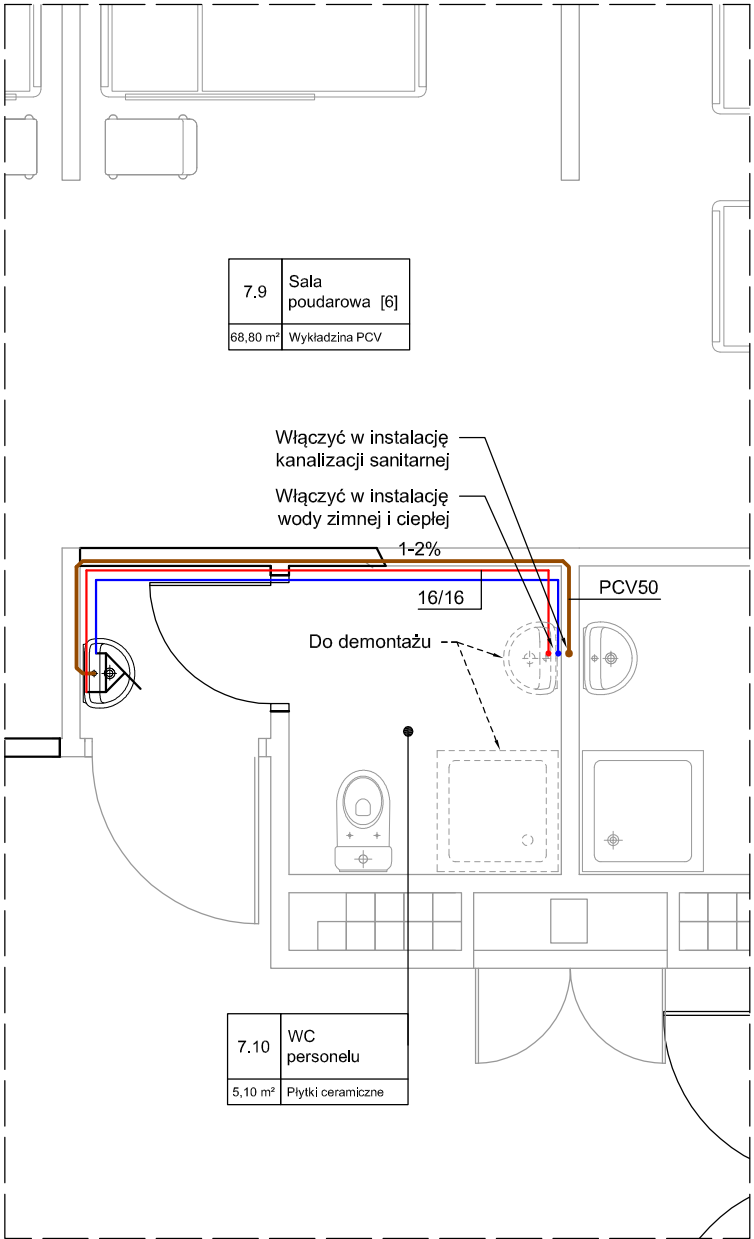 7.9
Sala
poudarowa [6]
68,80 m²
Wykładzina PCV
Włączyć w instalację
kanalizacji sanitarnej
Włączyć w instalację
wody zimnej i ciepłej
1-2%
16/16
PCV50
Do demontażu
7.10
WC
personelu
5,10 m²
Płytki ceramiczne